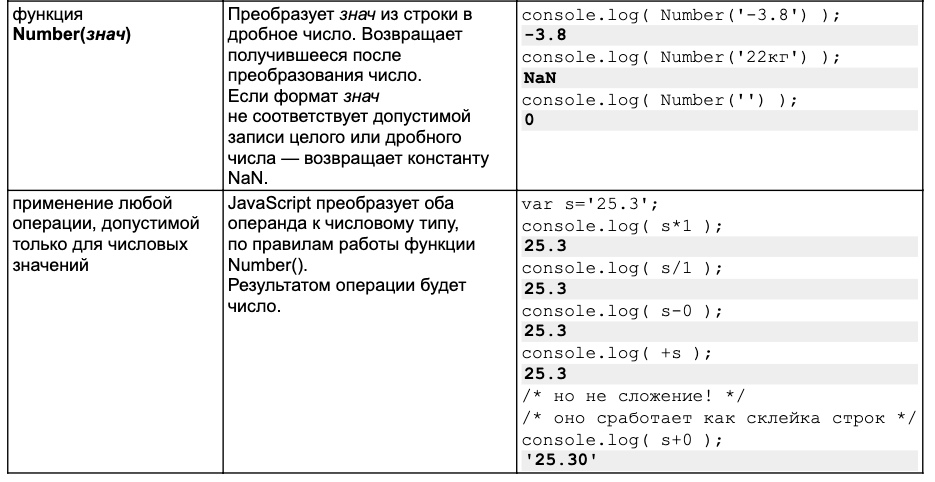 функция
Number(знач)
Преобразует знач из строки в
дробное число. Возвращает
получившееся после
преобразования число.
Если формат знач
не соответствует допустимой
записи целого или дробного
числа — возвращает константу
NaN.
console.log( Number('-3.8') );
-3.8
console.log( Number('22кг') );
NaN
console.log( Number('') );
0
применение любой
операции, допустимой
только для числовых
значений
JavaScript преобразует оба
операнда к числовому типу,
по правилам работы функции
Number().
Результатом операции будет
число.
var s='25.3';
console.log( s*1 );
25.3
console.log( s/1 );
25.3
console.log( s-0 );
25.3
console.log( +s );
25.3
/* но не сложение! */
/* оно сработает как склейка строк */
console.log( s+0 );
'25.30'